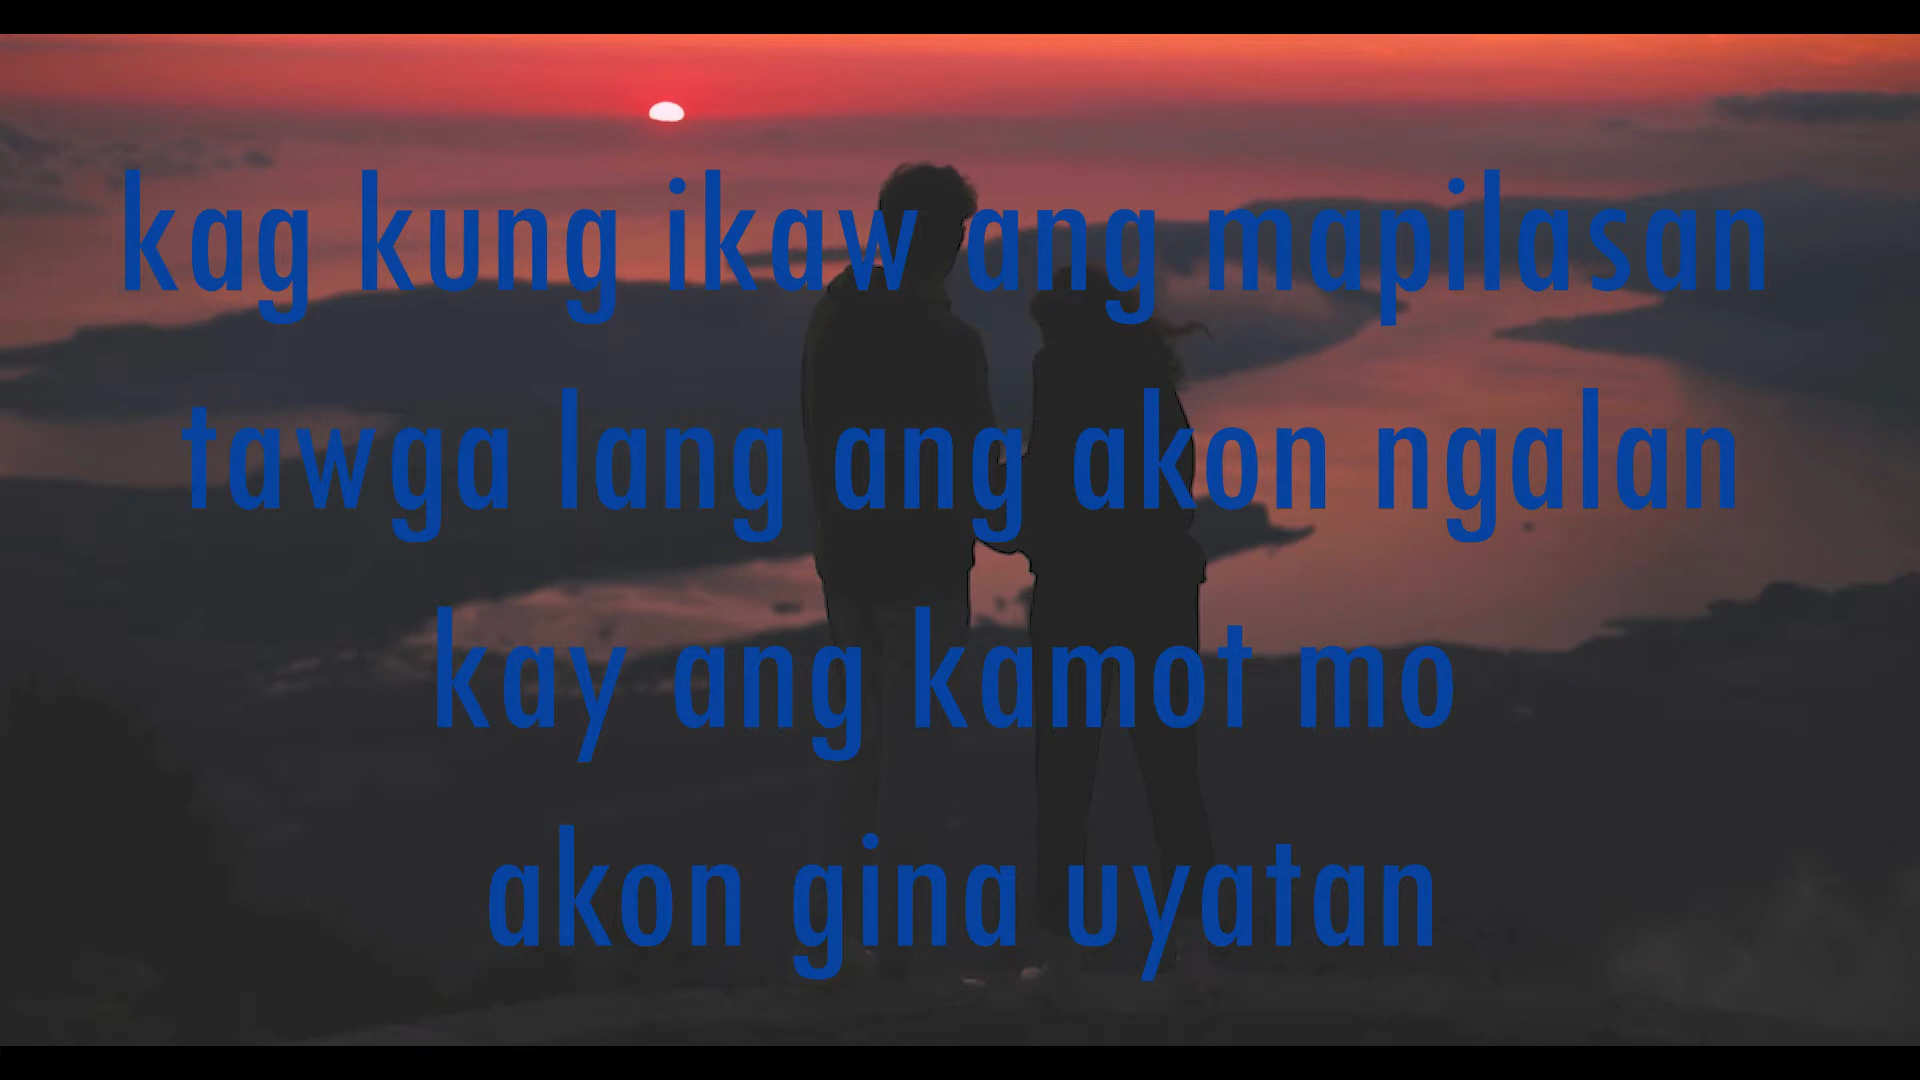 kag kung ikaw ang mapilasan
tawga lang ang akon ngalan
kay ang kamot mo
akon gina uyatan